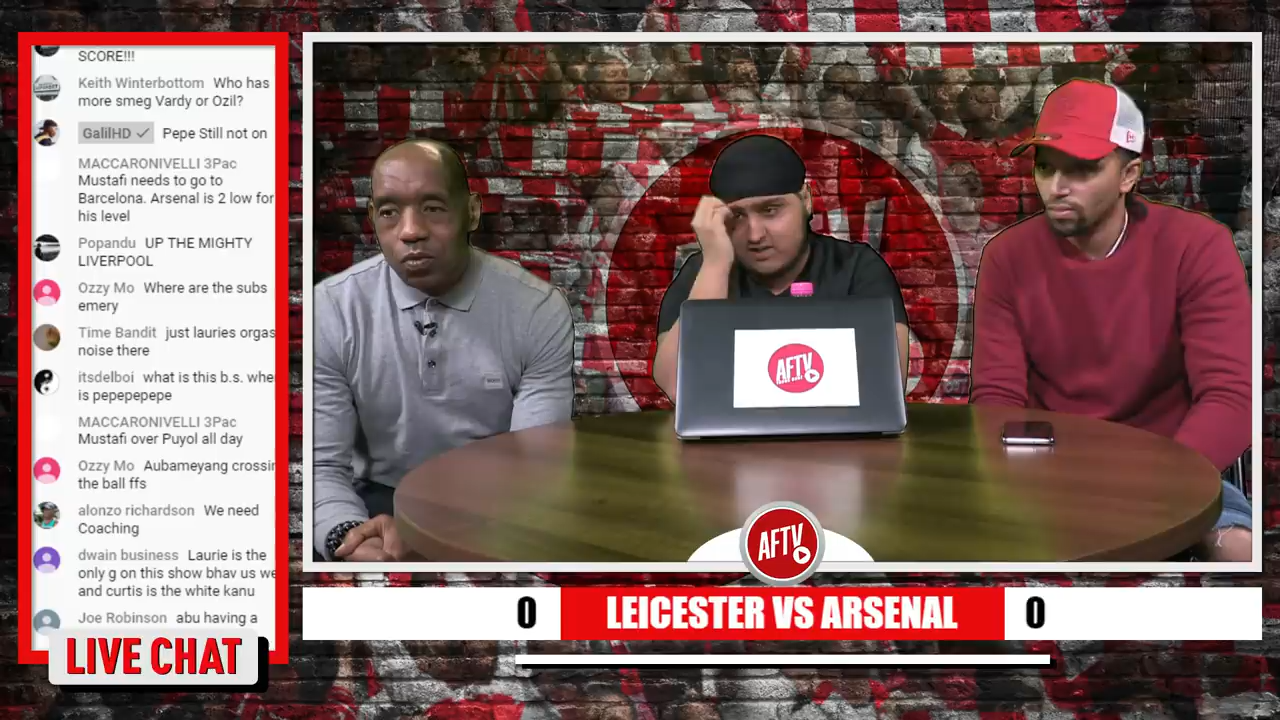 SCORE!!!
Keith Winterbottom Who has
more smeg Vardy or Ozil?
GalilHD Pepe Still not on
MACCARONIVELLI 3Pac
Mustafi needs to go to
Barcelona. Arsenal is 2 low for
his level
Popandu UP THE MIGHTY
LIVERPOOL
Ozzy Mo Where are the subs
emery
Time Bandit just lauries orgas
noise there
itsdelboi what is this b.s. whe
is pepepepepe
MACCARONIVELLI 3Pac
Mustafi over Puyol all day
Ozzy Mo Aubameyang crossin
the ball ffs
alonzo richardson We need
Coaching
dwain business Laurie is the
only g on this show bhav us we
and curtis is the white kanu
Joe Robinson abu having a
LIVE CHAT
AFTV
AFTV
0 LEICESTER VS ARSENAL 0